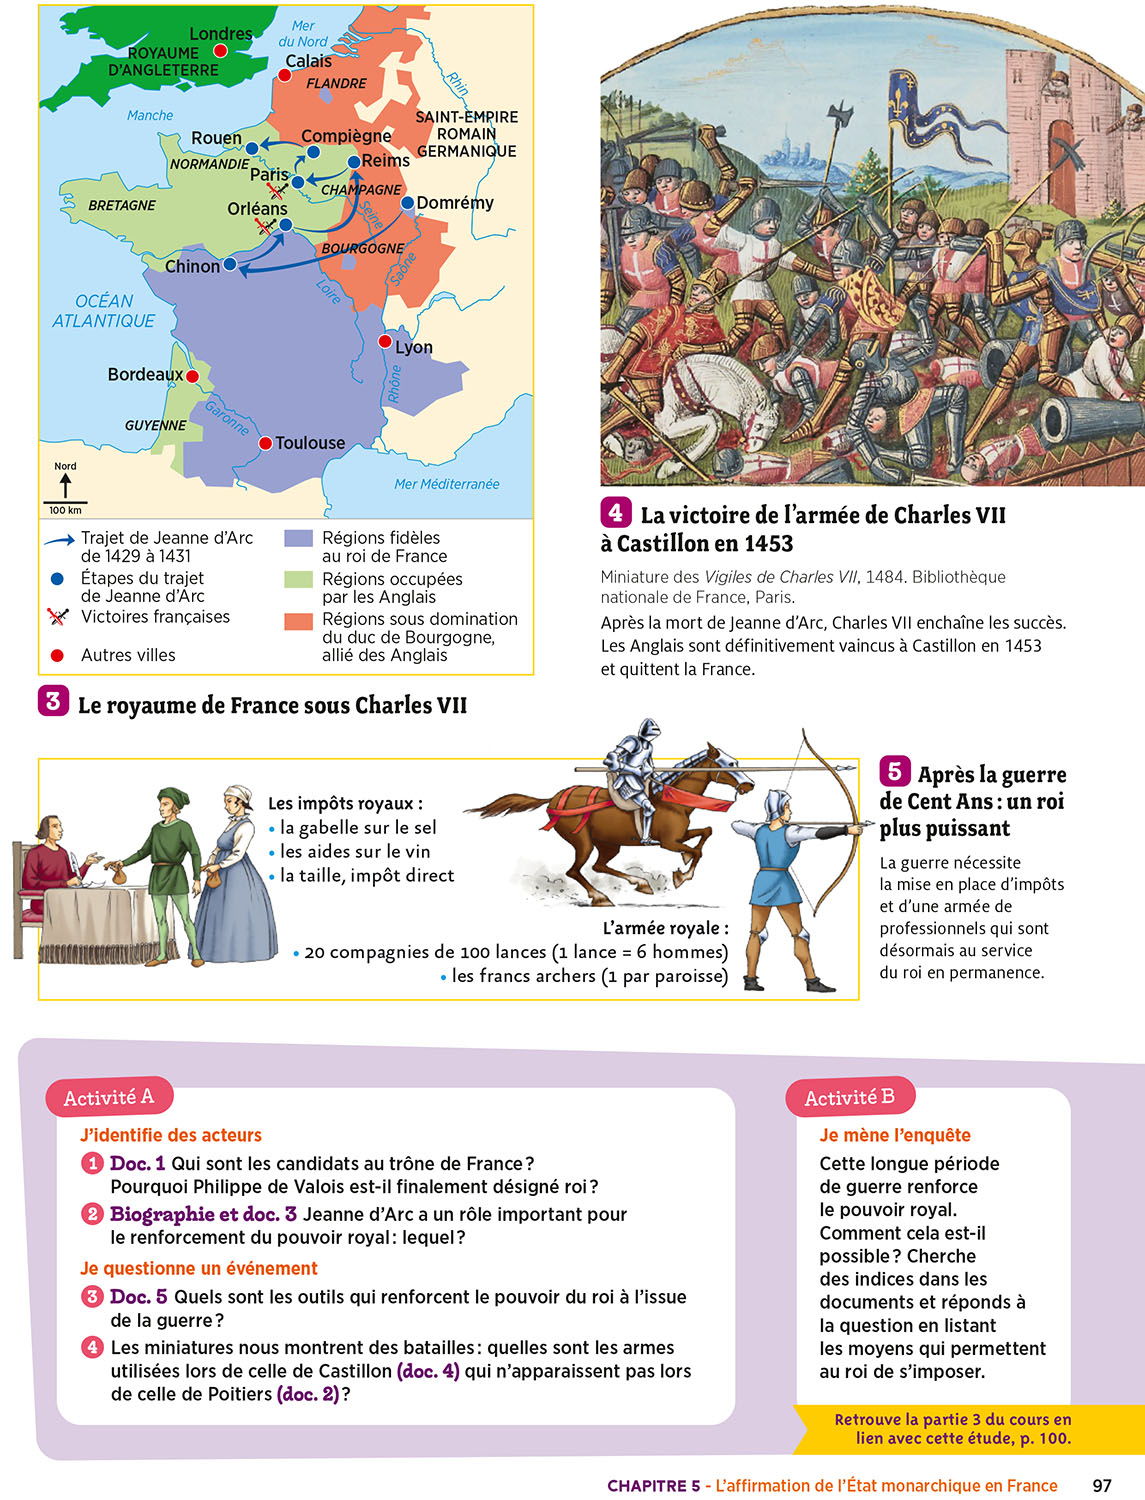 Londres
ROYAUME
D'ANGLETERRE
Mer
du Nord
Calais
FLANDRE
Rhin
Manche
SAINT-EMPIRE
ROMAIN
GERMANIQUE
Rouen
Compiègne
NORMANDIE
Reims
Paris
CHAMPAGNE
BRETAGNE
Orléans
Seine
Domrémy
BOURGOGNE
Saône
Chinon
Loire
OCÉAN
ATLANTIQUE
Lyon
Bordeaux
Rhône
Garonne
GUYENNE
Toulouse
Nord
100 km
Mer Méditerranée
Trajet de Jeanne d'Arc
de 1429 à 1431
Étapes du trajet
de Jeanne d'Arc
Victoires françaises
Autres villes
Régions fidèles
au roi de France
Régions occupées
par les Anglais
Régions sous domination
du duc de Bourgogne,
allié des Anglais
3 Le royaume de France sous Charles VII
4 La victoire de l'armée de Charles VII
à Castillon en 1453
Miniature des Vigiles de Charles VII, 1484. Bibliothèque
nationale de France, Paris.
Après la mort de Jeanne d'Arc, Charles VII enchaîne les succès.
Les Anglais sont définitivement vaincus à Castillon en 1453
et quittent la France.
Les impôts royaux :
• la gabelle sur le sel
• les aides sur le vin
• la taille, impôt direct
L'armée royale :
• 20 compagnies de 100 lances (1 lance = 6 hommes)
• les francs archers (1 par paroisse)
5 Après la guerre
de Cent Ans : un roi
plus puissant
La guerre nécessite
la mise en place d'impôts
et d'une armée de
professionnels qui sont
désormais au service
du roi en permanence.
Activité A
J'identifie des acteurs
1 Doc. 1 Qui sont les candidats au trône de France ?
Pourquoi Philippe de Valois est-il finalement désigné roi ?
2 Biographie et doc. 3 Jeanne d'Arc a un rôle important pour
le renforcement du pouvoir royal : lequel ?
Je questionne un événement
3 Doc. 5 Quels sont les outils qui renforcent le pouvoir du roi à l'issue
de la guerre ?
4 Les miniatures nous montrent des batailles : quelles sont les armes
utilisées lors de celle de Castillon (doc. 4) qui n'apparaissent pas lors
de celle de Poitiers (doc. 2) ?
Activité B
Je mène l'enquête
Cette longue période
de guerre renforce
le pouvoir royal.
Comment cela est-il
possible ? Cherche
des indices dans les
documents et réponds à
la question en listant
les moyens qui permettent
au roi de s'imposer.
Retrouve la partie 3 du cours en
lien avec cette étude, p. 100.
CHAPITRE 5 - L'affirmation de l'État monarchique en France 97